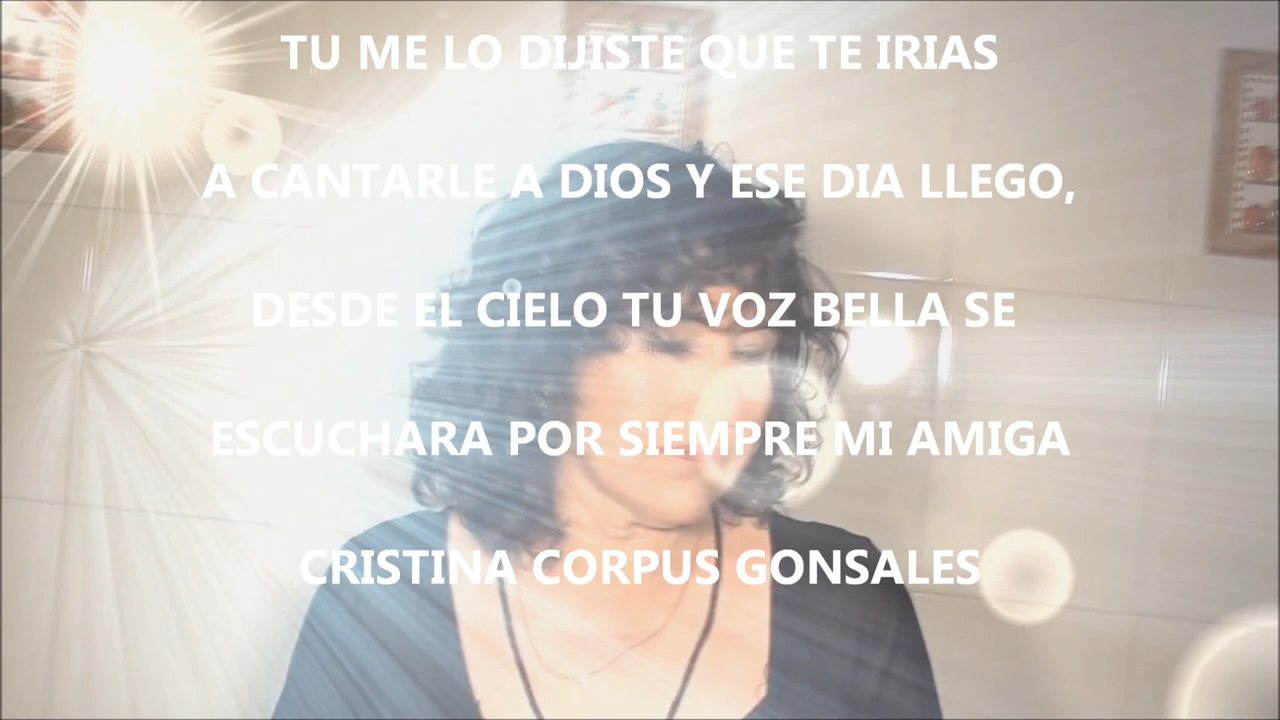 TU ME LO DIJISTE QUE TE IRIAS
A CANTARLE A DIOS Y ESE DIA LLEGO,
DESDE EL CIELO TU VOZ BELLA SE
ESCUCHARA POR SIEMPRE MI AMIGA
CRISTINA CORPUS GONSALES